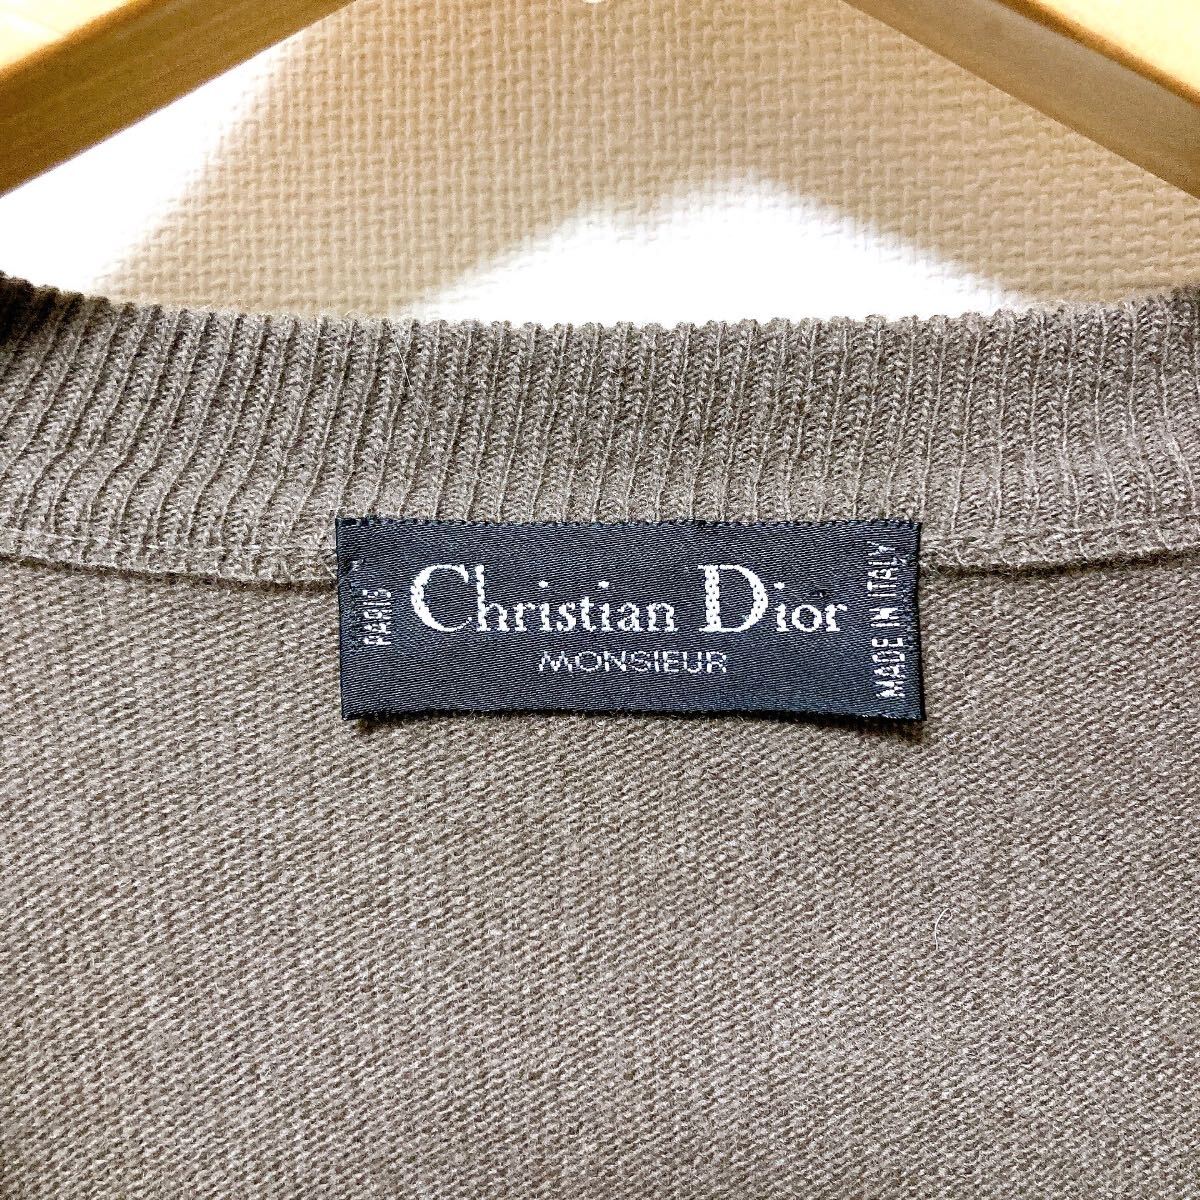 PARIS
Christian Dior
MONSIEUR
MADE IN ITALY